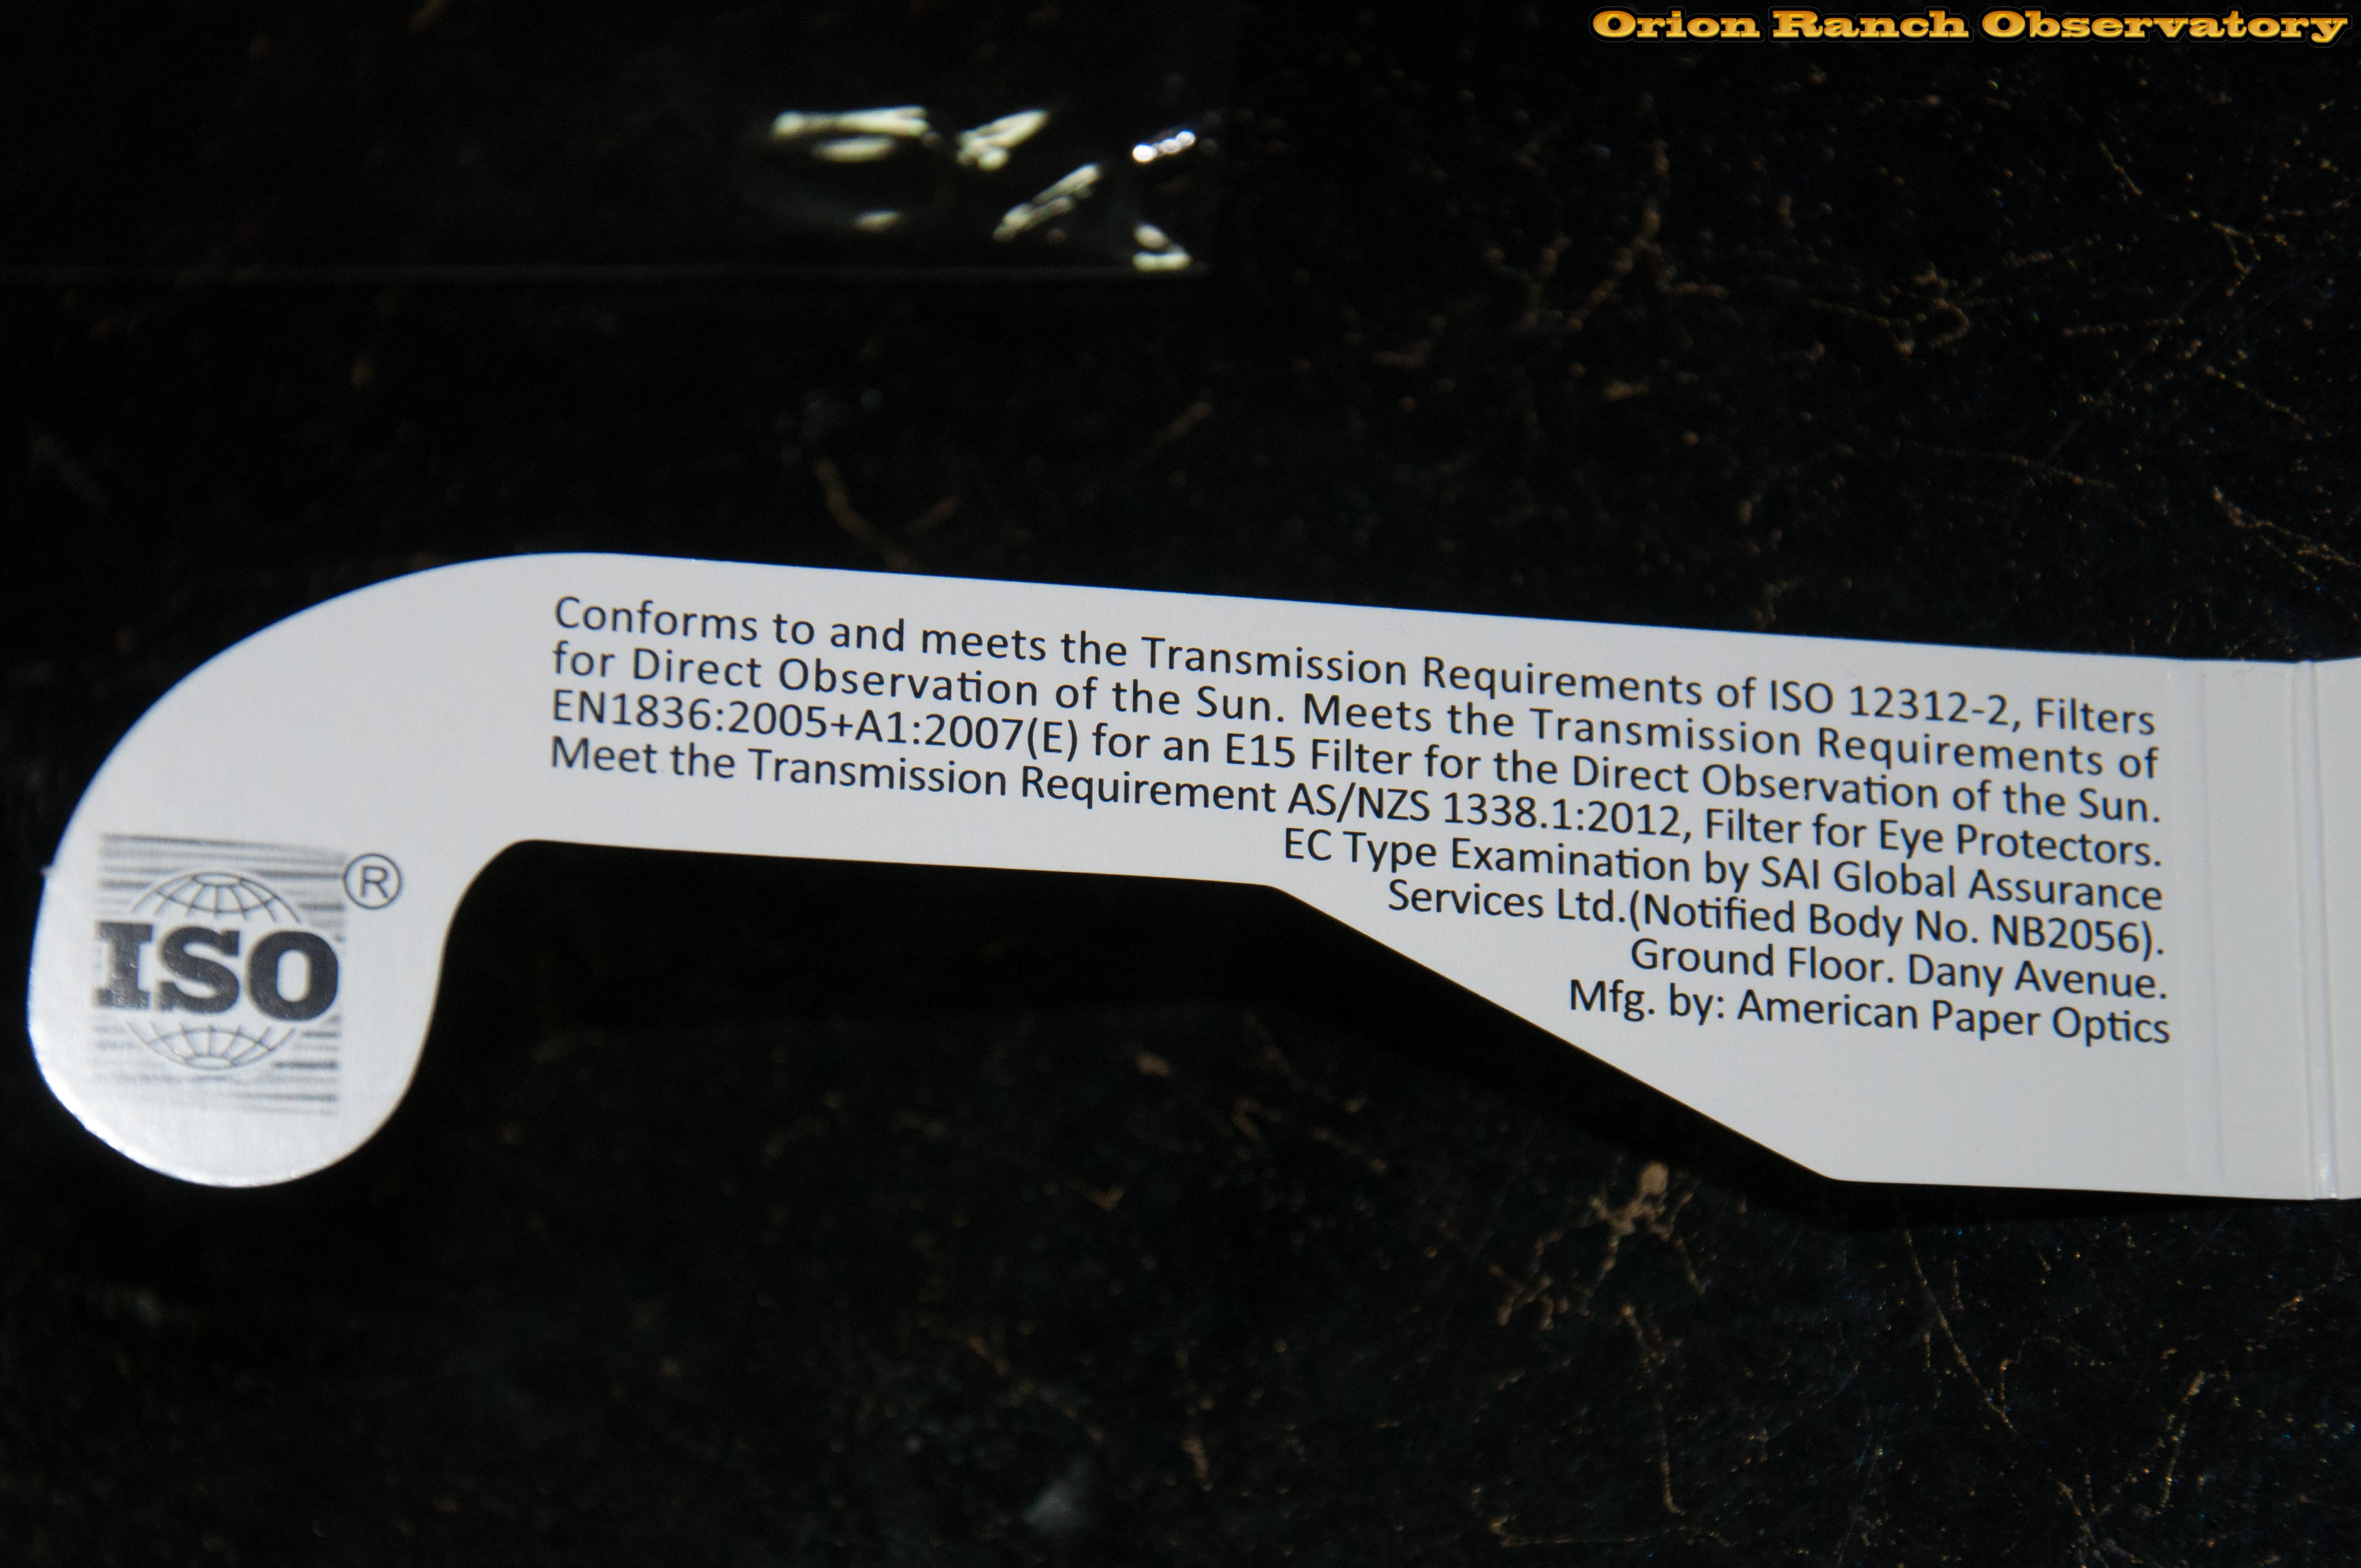 Orion Ranch Observatory
Conforms to and meets the Transmission Requirements of ISO 12312-2, Filters
for Direct Observation of the Sun. Meets the Transmission Requirements of
EN1836:2005+A1:2007(E) for an E15 Filter for the Direct Observation of the Sun.
Meet the Transmission Requirement AS/NZS 1338.1:2012, Filter for Eye Protectors.
EC Type Examination by SAI Global Assurance
Services Ltd.(Notified Body No. NB2056).
Ground Floor. Dany Avenue.
Mfg. by: American Paper Optics
ISO ®